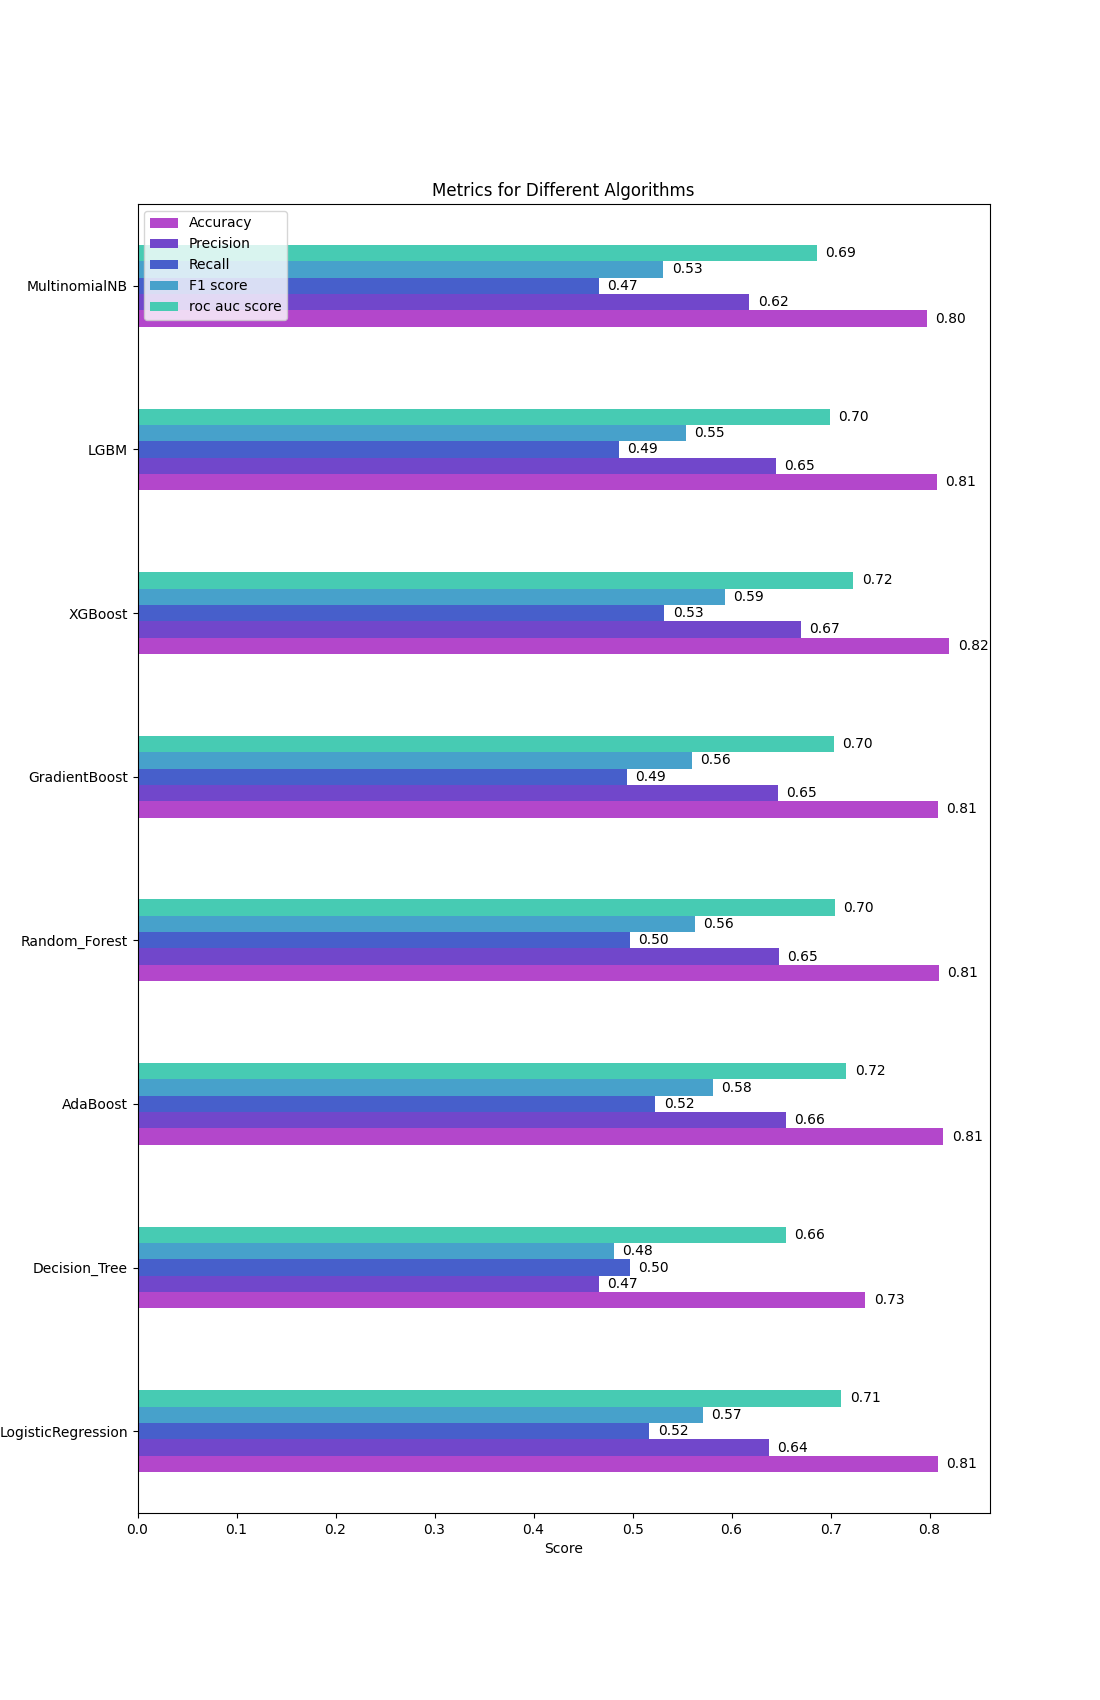 Metrics for Different Algorithms
Accuracy
Precision
Recall
F1 score
roc auc score
MultinomialNB
0.69
0.53
0.47
0.62
0.80
LGBM
0.70
0.55
0.49
0.65
0.81
XGBoost
0.72
0.59
0.53
0.67
0.82
GradientBoost
0.70
0.56
0.49
0.65
0.81
Random_Forest
0.70
0.56
0.50
0.65
0.81
AdaBoost
0.72
0.58
0.52
0.66
0.81
Decision_Tree
0.66
0.48
0.50
0.47
0.73
LogisticRegression
0.71
0.57
0.52
0.64
0.81
0.0 0.1 0.2 0.3 0.4 0.5 0.6 0.7 0.8
Score